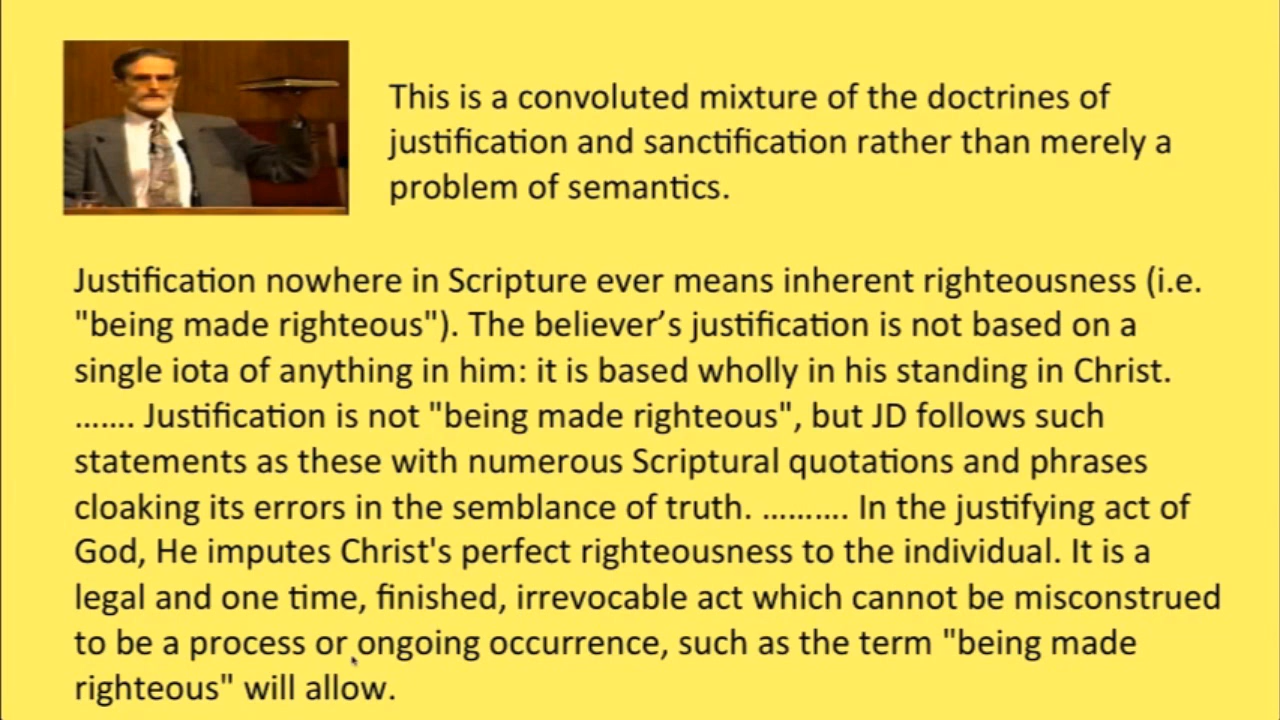 This is a convoluted mixture of the doctrines of
justification and sanctification rather than merely a
problem of semantics.
Justification nowhere in Scripture ever means inherent righteousness (i.e.
"being made righteous"). The believer’s justification is not based on a
single iota of anything in him: it is based wholly in his standing in Christ.
....... Justification is not "being made righteous", but JD follows such
statements as these with numerous Scriptural quotations and phrases
cloaking its errors in the semblance of truth. .......... In the justifying act of
God, He imputes Christ's perfect righteousness to the individual. It is a
legal and one time, finished, irrevocable act which cannot be misconstrued
to be a process or ongoing occurrence, such as the term "being made
righteous" will allow.